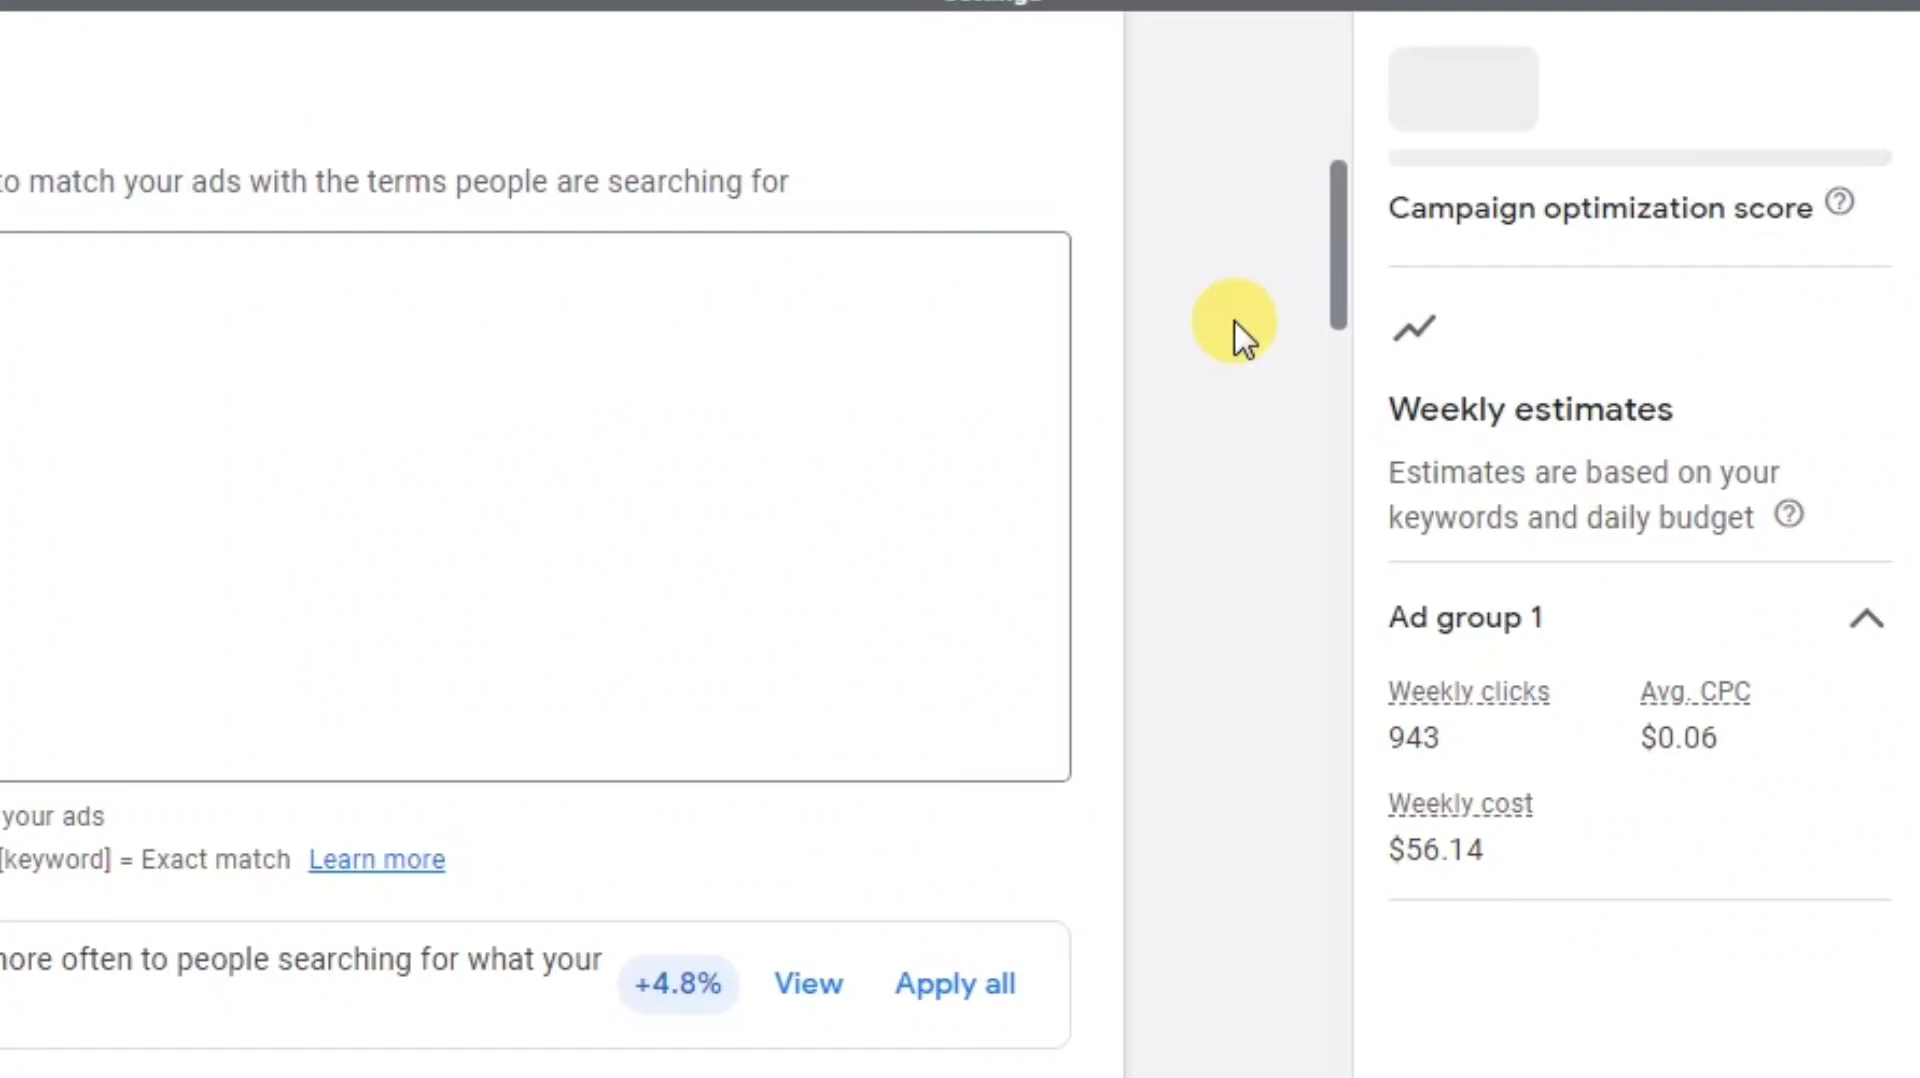 to match your ads with the terms people are searching for
your ads
[keyword] = Exact match Learn more
more often to people searching for what your
+4.8% View Apply all
Campaign optimization score
Weekly estimates
Estimates are based on your
keywords and daily budget
Ad group 1
Weekly clicks Avg. CPC
943 $0.06
Weekly cost
$56.14